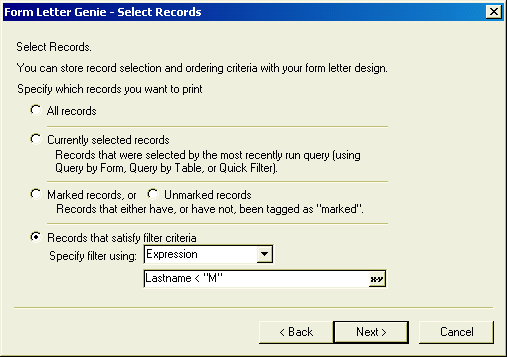 Form Letter Genie - Select Records
Select Records.
You can store record selection and ordering criteria with your form letter design.
Specify which records you want to print
All records
Currently selected records
Records that were selected by the most recently run query (using
Query by Form, Query by Table, or Quick Filter).
Marked records, or Unmarked records
Records that either have, or have not, been tagged as "marked".
Records that satisfy filter criteria
Specify filter using: Expression
Lastname < "M" x-y
< Back Next > Cancel